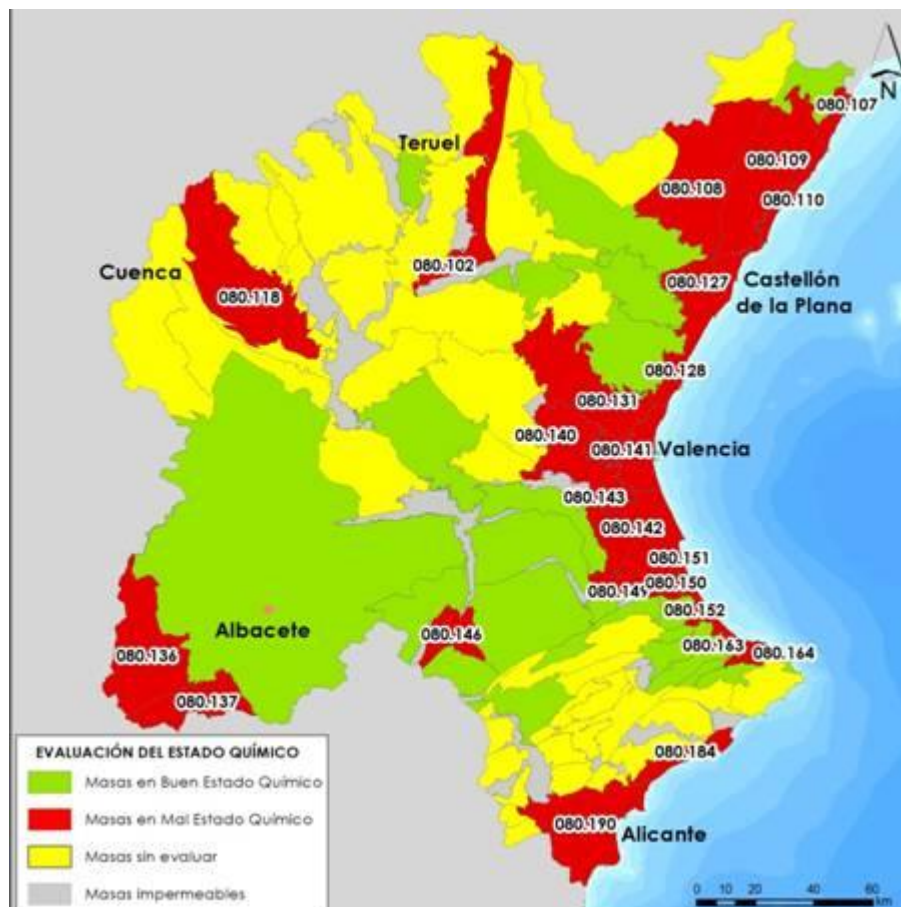 N
080.107
Teruel
080.109
080.108
080.110
080.102
Cuenca
080.127
Castellón
de la Plana
080.118
080.128
080.131
080.140
080.141
Valencia
080.143
080.142
080.151
080.150
080.149
080.152
Albacete
080.146
080.163
080.164
080.136
080.137
080.184
080.190
Alicante
EVALUACIÓN DEL ESTADO QUÍMICO
Masas en Buen Estado Químico
Masas en Mal Estado Químico
Masas sin evaluar
Masas impermeables
0 10 20 40 60
km